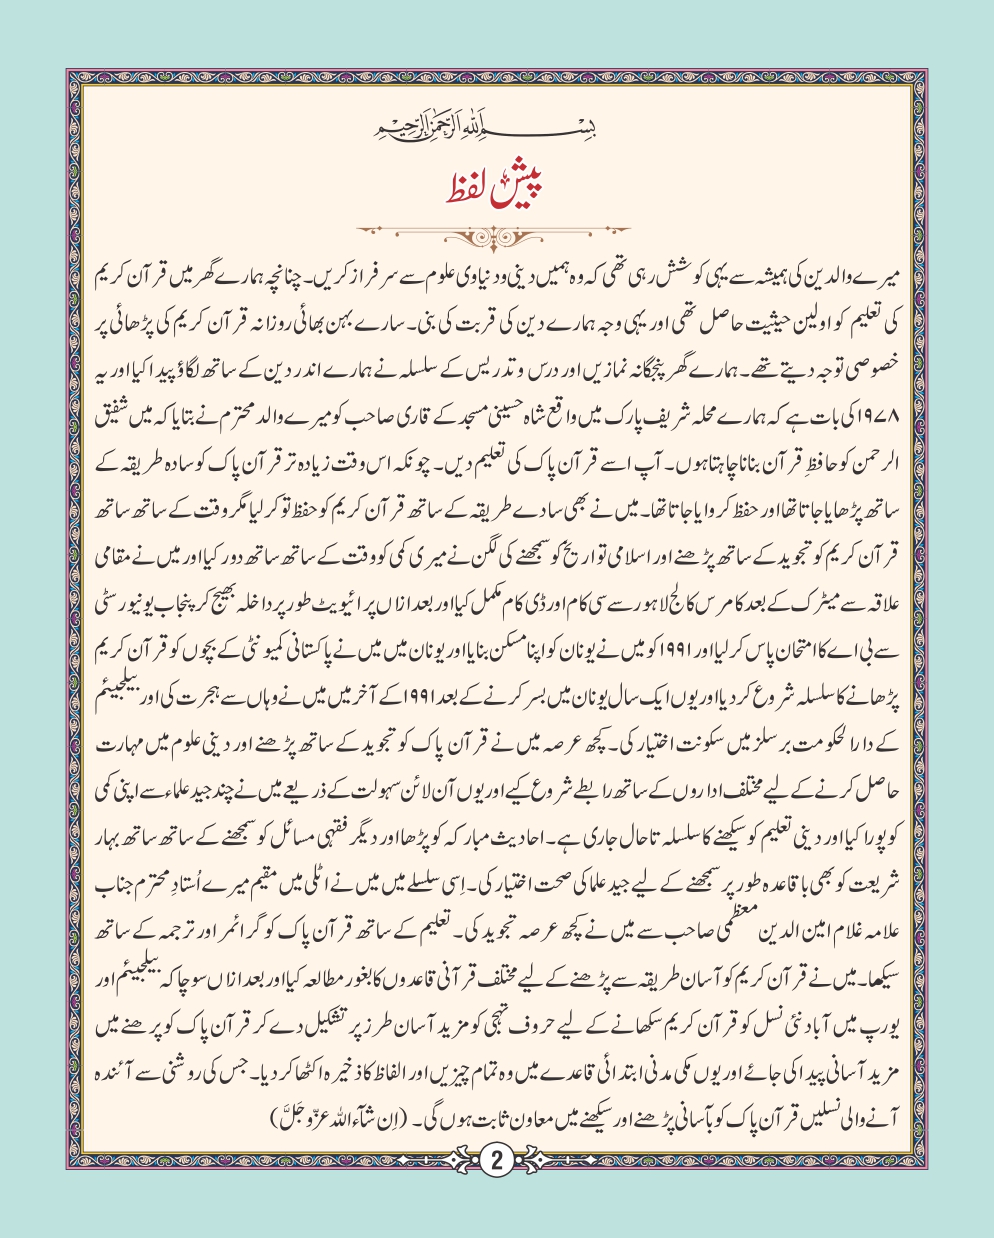 بِسْمِ اللهِ الرَّحْمٰنِ الرَّحِيْمِ
پیش لفظ
میرے والدین کی ہمیشہ سے یہی کوشش رہی تھی کہ وہ ہمیں دینی ودنیاوی علوم سے سرفراز کریں۔ چنانچہ ہمارے گھر میں قرآن کریم
کی تعلیم کو اولین حیثیت حاصل تھی اور یہی وجہ ہمارے دین کی قربت کی بنی۔ سارے بہن بھائی روزانہ قرآن کریم کی پڑھائی پر
خصوصی توجہ دیتے تھے۔ ہمارے گھر پنجگانہ نمازیں اور درس وتدریس کے سلسلہ نے ہمارے اندر دین کے ساتھ لگاؤ پیدا کیا اور یہ
۱۹۷۸ کی بات ہے کہ ہمارے محلہ شریف پارک میں واقع شاہ حسینی مسجد کے قاری صاحب کو میرے والد محترم نے بتایا کہ میں شفیق
الرحمن کو حافظِ قرآن بنانا چاہتا ہوں۔ آپ اسے قرآن پاک کی تعلیم دیں۔ چونکہ اس وقت زیادہ تر قرآن پاک کو سادہ طریقہ کے
ساتھ پڑھایا جاتا تھا اور حفظ کروایا جاتا تھا۔ میں نے بھی سادے طریقہ کے ساتھ قرآن کریم کو حفظ تو کرلیا مگر وقت کے ساتھ ساتھ
قرآن کریم کو تجوید کے ساتھ پڑھنے اور اسلامی تواریخ کو سمجھنے کی لگن نے میری کمی کو وقت کے ساتھ ساتھ دور کیا اور میں نے مقامی
علاقہ سے میٹرک کے بعد کامرس کالج لاہور سے سی کام اور ڈی کام مکمل کیا اور بعد ازاں پرائیویٹ طور پر داخلہ بھیج کر پنجاب یونیورسٹی
سے بی اے کا امتحان پاس کرلیا اور ۱۹۹۱ کو میں نے یونان کو اپنا مسکن بنایا اور یونان میں میں نے پاکستانی کمیونٹی کے بچوں کو قرآن کریم
پڑھانے کا سلسلہ شروع کردیا اور یوں ایک سال یونان میں بسر کرنے کے بعد ۱۹۹۱ کے آخر میں میں نے وہاں سے ہجرت کی اور بیلجیئم
کے دارالحکومت برسلز میں سکونت اختیار کی۔ کچھ عرصہ میں نے قرآن پاک کو تجوید کے ساتھ پڑھنے اور دینی علوم میں مہارت
حاصل کرنے کے لیے مختلف اداروں کے ساتھ رابطے شروع کیے اور یوں آن لائن سہولت کے ذریعے میں نے چند جید علماء سے اپنی کمی
کو پورا کیا اور دینی تعلیم کو سیکھنے کا سلسلہ تاحال جاری ہے۔ احادیث مبارکہ کو پڑھا اور دیگر فقہی مسائل کو سمجھنے کے ساتھ ساتھ بہار
شریعت کو بھی باقاعدہ طور پر سمجھنے کے لیے جید علما کی صحت اختیار کی۔ اِسی سلسلے میں میں نے اٹلی میں مقیم میرے اُستادِ محترم جناب
علامہ غلام امین الدین معظمی صاحب سے میں نے کچھ عرصہ تجوید کی۔ تعلیم کے ساتھ قرآن پاک کو گرائمر اور ترجمہ کے ساتھ
سیکھا۔ میں نے قرآن کریم کو آسان طریقہ سے پڑھنے کے لیے مختلف قرآنی قاعدوں کا بغور مطالعہ کیا اور بعد ازاں سوچا کہ بیلجیئم اور
یورپ میں آباد نئی نسل کو قرآن کریم سکھانے کے لیے حروف تہجی کو مزید آسان طرز پر تشکیل دے کر قرآن پاک کو پرھنے میں
مزید آسانی پیدا کی جائے اور یوں مکی مدنی ابتدائی قاعدے میں وہ تمام چیزیں اور الفاظ کا ذخیرہ اکٹھا کردیا۔ جس کی روشنی سے آئندہ
آنے والی نسلیں قرآن پاک کو بآسانی پڑھنے اور سیکھنے میں معاون ثابت ہوں گی۔ (اِن شآءاللہ عزّوجَلَّ)
2